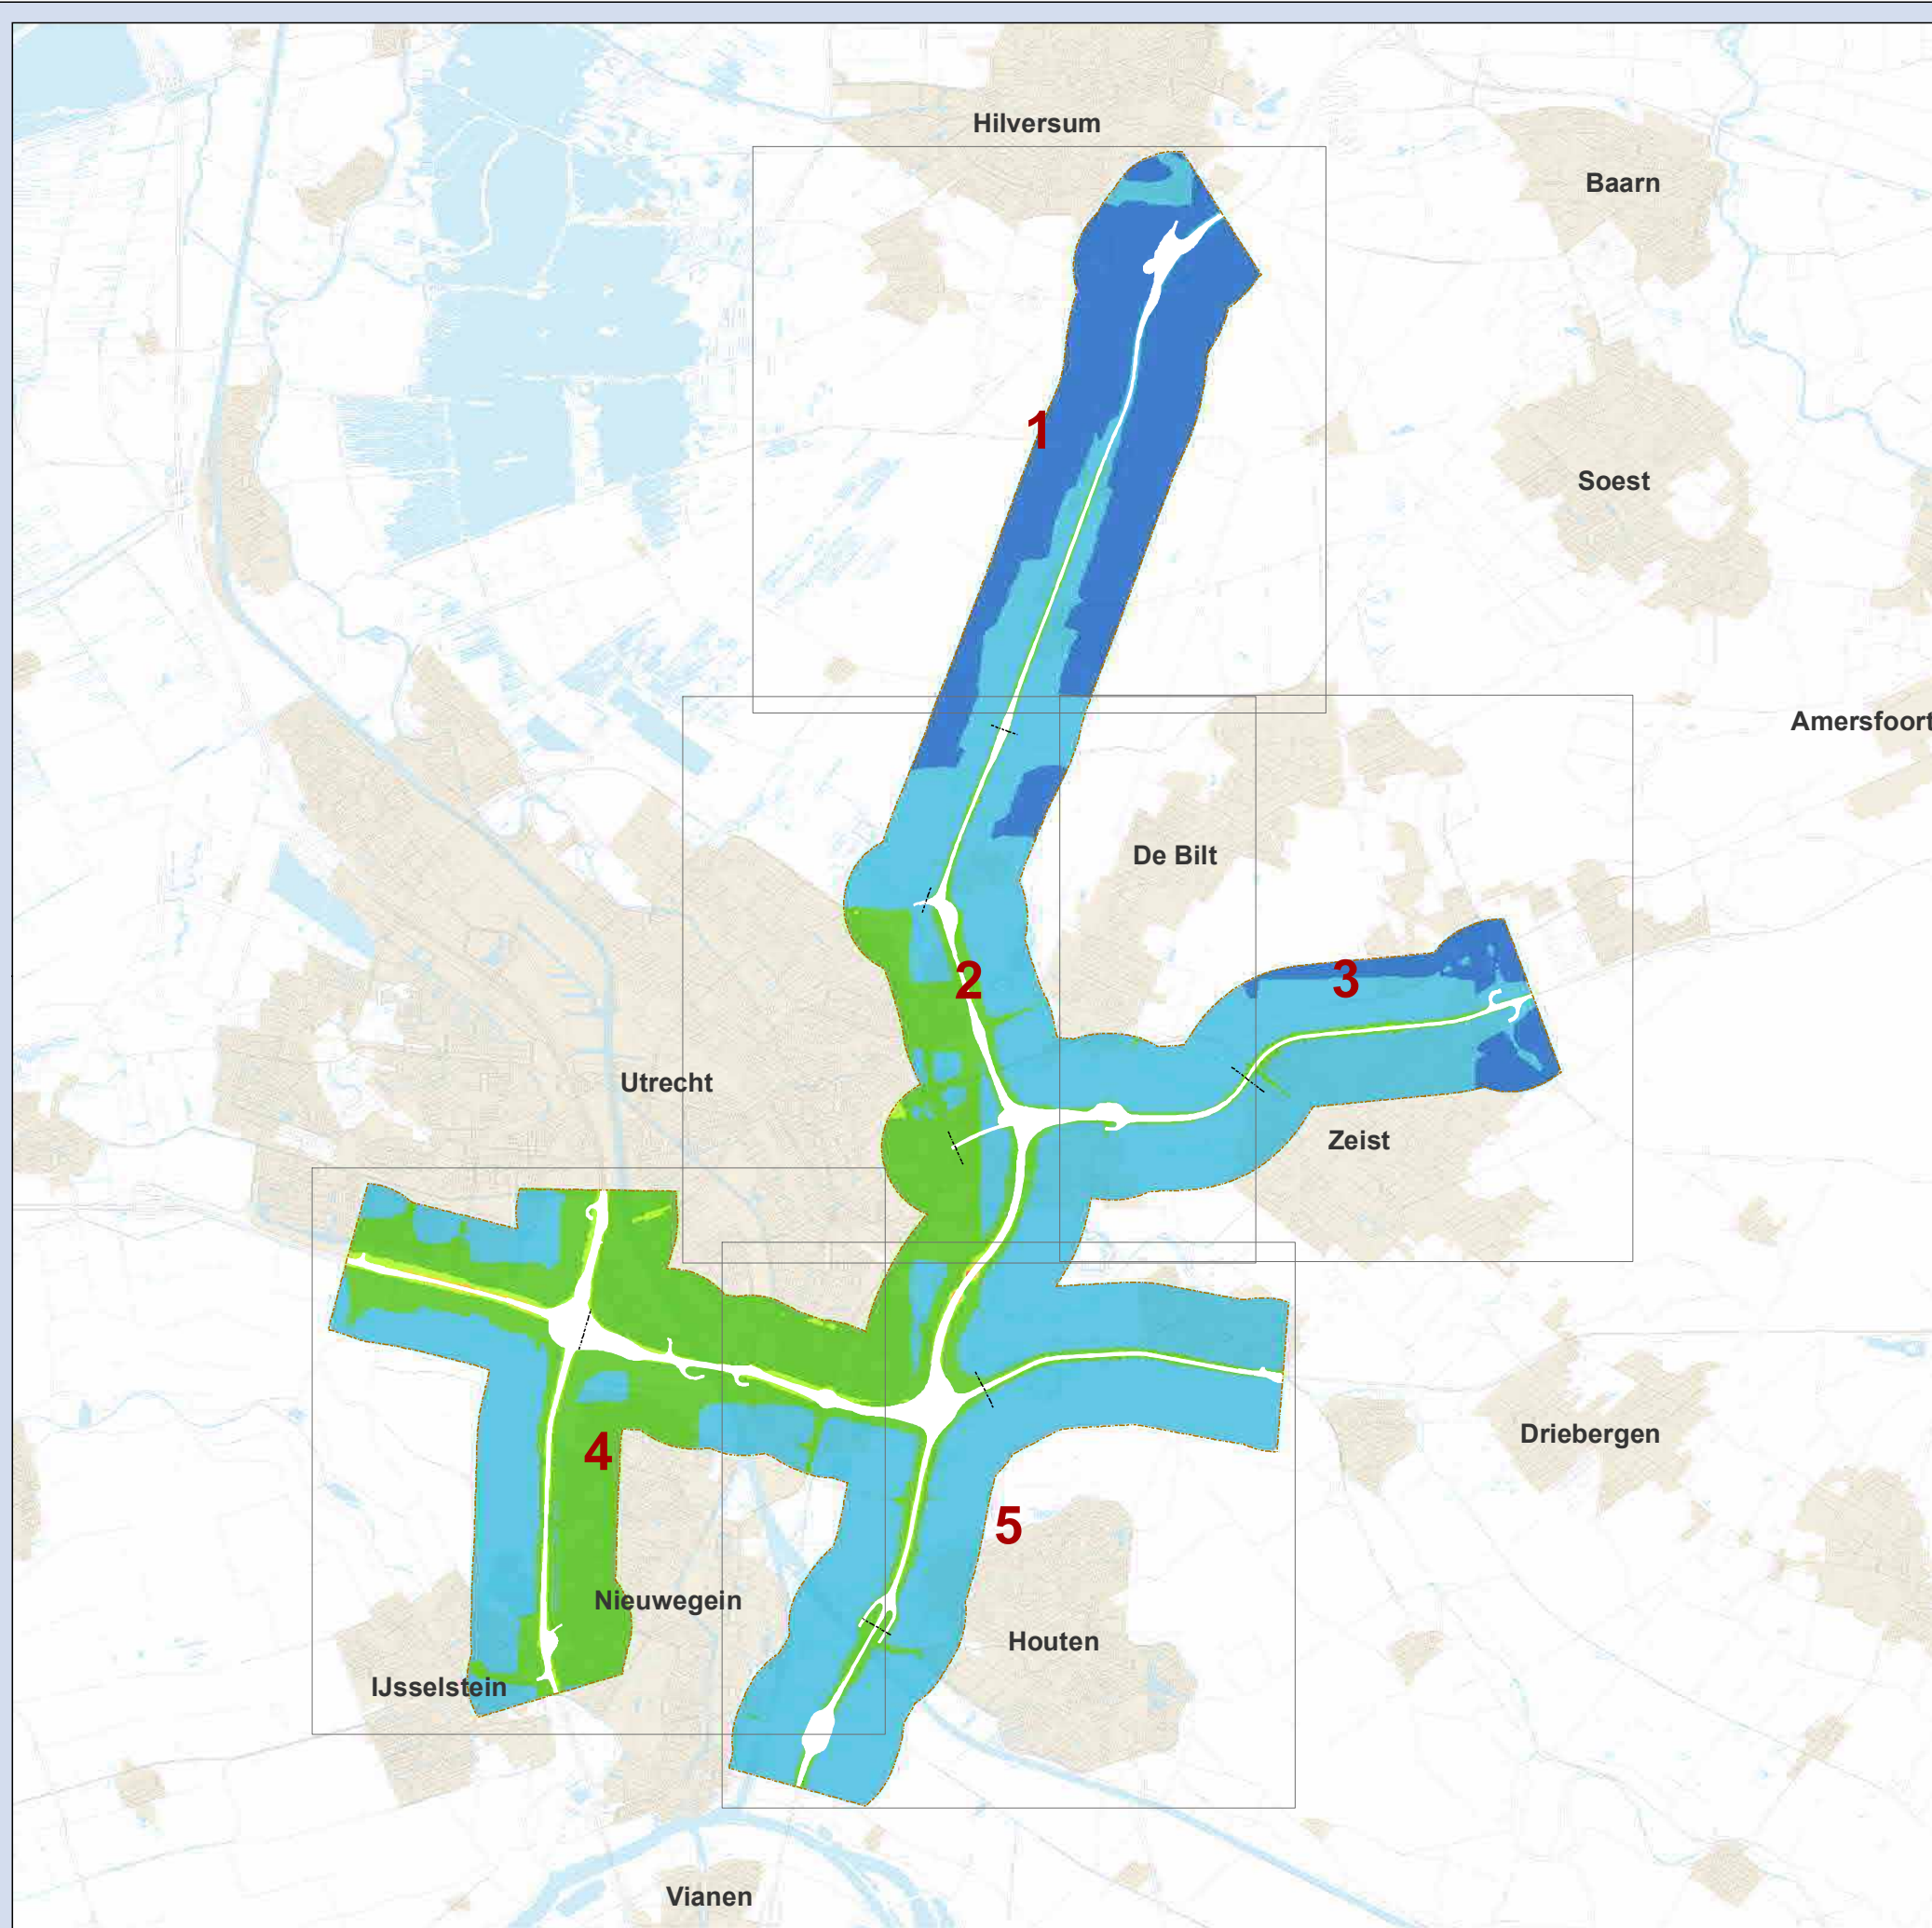 Hilversum
Baarn
1
Soest
Amersfoort
De Bilt
2
3
Utrecht
Zeist
Driebergen
4
5
Nieuwegein
Houten
IJsselstein
Vianen